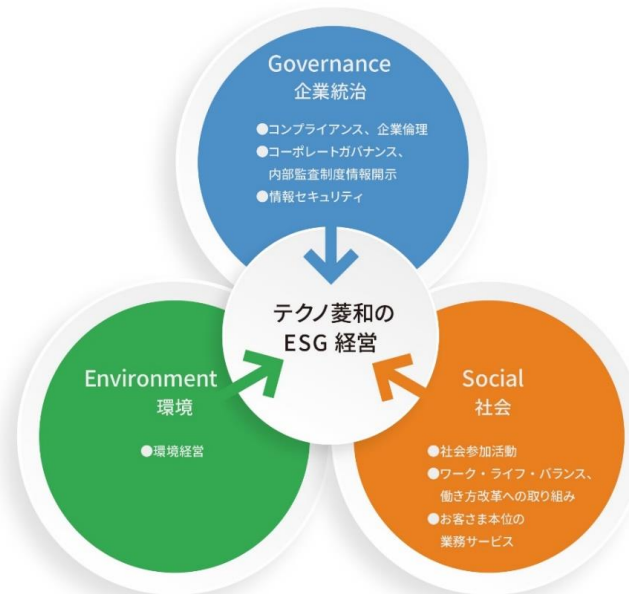 Governance
企業統治
●コンプライアンス、企業倫理
●コーポレートガバナンス、
内部監査制度情報開示
●情報セキュリティ
テクノ菱和の
ESG 経営
Environment
環境
●環境経営
Social
社会
●社会参加活動
●ワーク・ライフ・バランス、
働き方改革への取り組み
●お客さま本位の
業務サービス